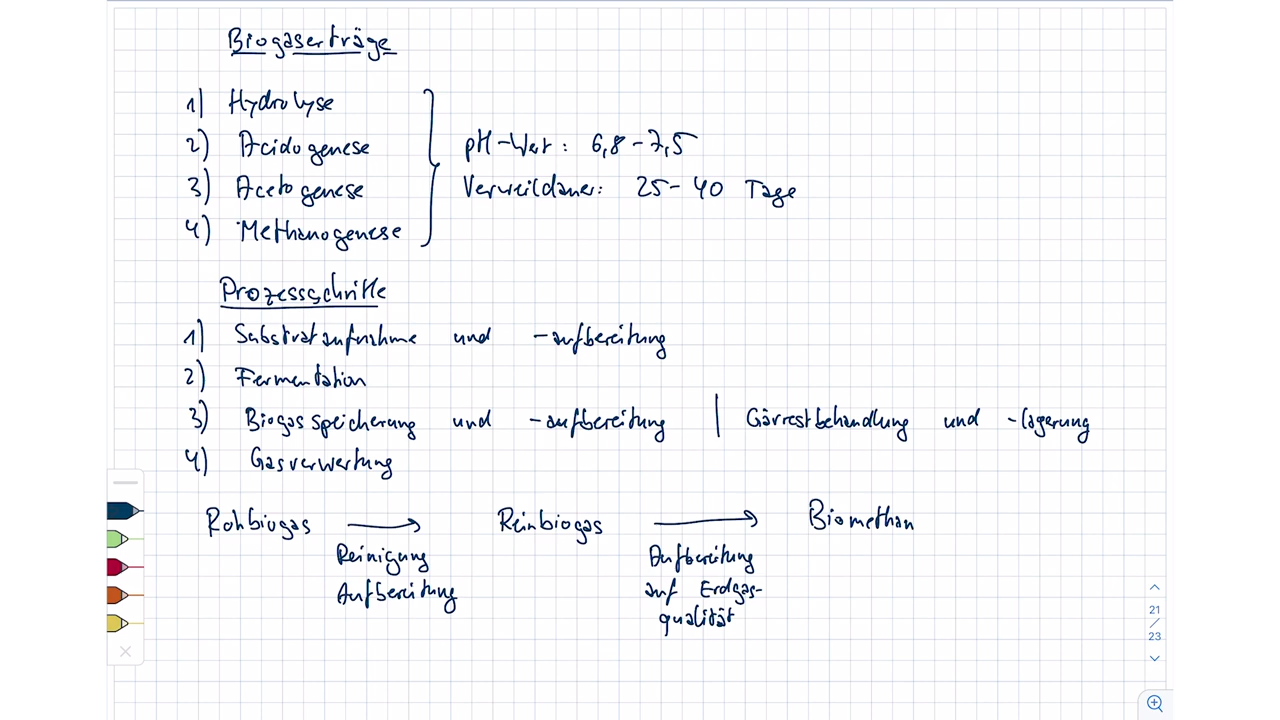 Biogaserträge
1) Hydrolyse
2) Acidogenese
pH-Wert: 6,8-7,5
3) Acetogenese
Verweildauer: 25-40 Tage
4) Methanogenese
Prozessschritte
1) Substrataufnahme und -aufbereitung
2) Fermentation
3) Biogasspeicherung und -aufbereitung | Gärrestbehandlung und -lagerung
4) Gasverwertung
Rohbiogas → Reinbiogas → Biomethan
Reinigung
Aufbereitung
Aufbereitung
auf Erdgas-
qualität
21
/
23